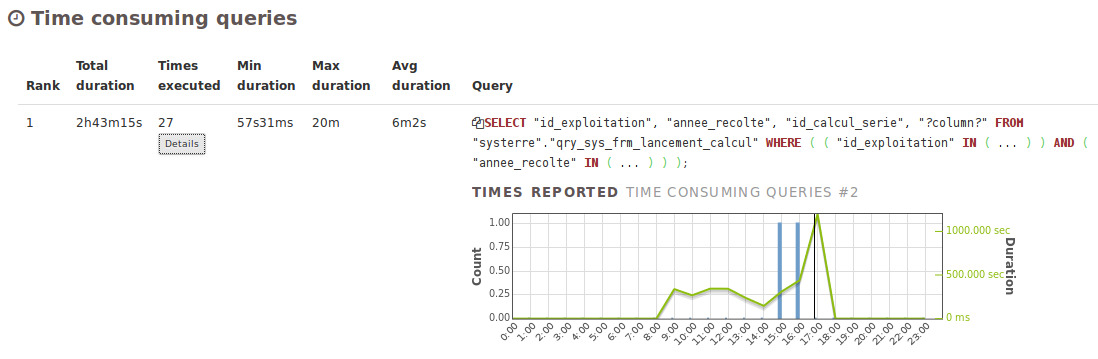 Time consuming queries
Rank Total duration Times executed Min duration Max duration Avg duration Query
1 2h43m15s 27 57s31ms 20m 6m2s SELECT "id_exploitation", "annee_recolte", "id_calcul_serie", "?column?" FROM
Details "systerre"."qry_sys_frm_lancement_calcul" WHERE ( ( "id_exploitation" IN ( ... ) ) AND (
"annee_recolte" IN ( ... ) ) );
TIMES REPORTED TIME CONSUMING QUERIES #2
Count
1.00
0.75
0.50
0.25
0.00
1000.000 sec
500.000 sec
0 ms
Duration
0:00 1:00 2:00 3:00 4:00 5:00 6:00 7:00 8:00 9:00 10:00 11:00 12:00 13:00 14:00 15:00 16:00 17:00 18:00 19:00 20:00 21:00 22:00 23:00